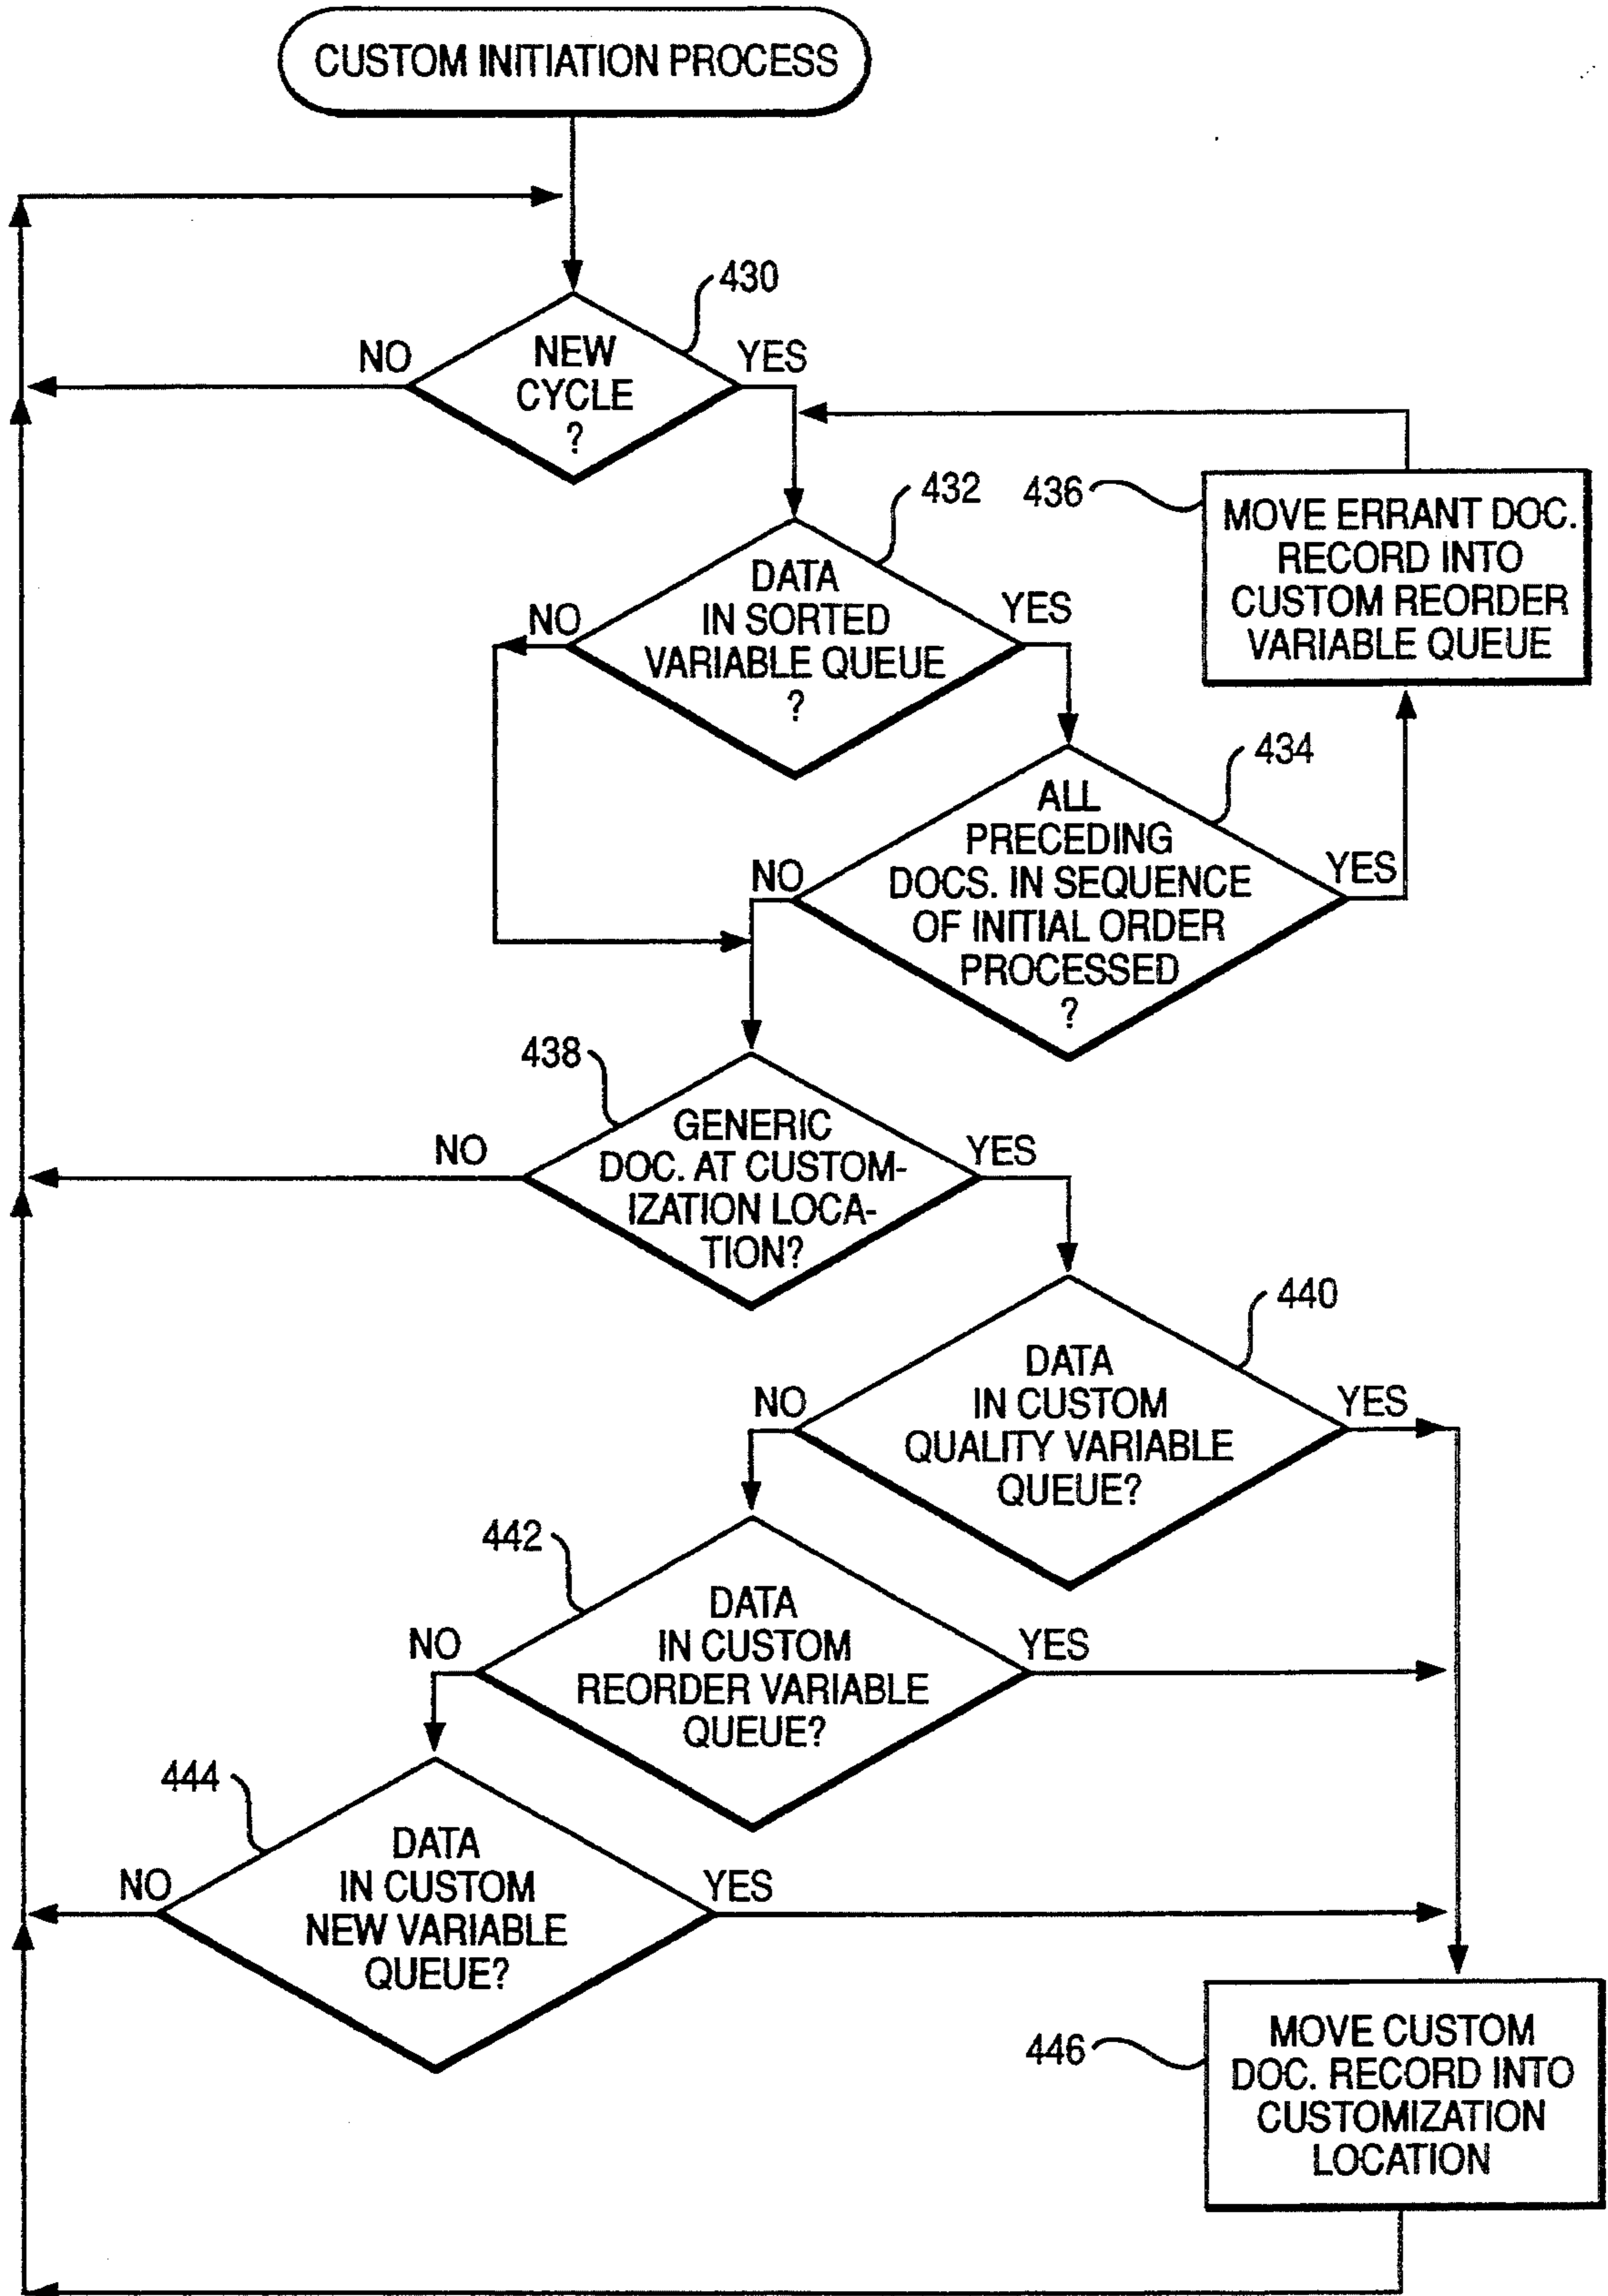 CUSTOM INITIATION PROCESS
430
NO
NEW
CYCLE
?
YES
432
436
MOVE ERRANT DOC.
RECORD INTO
CUSTOM REORDER
VARIABLE QUEUE
NO
DATA
IN SORTED
VARIABLE QUEUE
?
YES
434
NO
ALL
PRECEDING
DOCS. IN SEQUENCE
OF INITIAL ORDER
PROCESSED
?
YES
438
NO
GENERIC
DOC. AT CUSTOM-
IZATION LOCA-
TION?
YES
440
NO
DATA
IN CUSTOM
QUALITY VARIABLE
QUEUE?
YES
442
NO
DATA
IN CUSTOM
REORDER VARIABLE
QUEUE?
YES
444
NO
DATA
IN CUSTOM
NEW VARIABLE
QUEUE?
YES
446
MOVE CUSTOM
DOC. RECORD INTO
CUSTOMIZATION
LOCATION